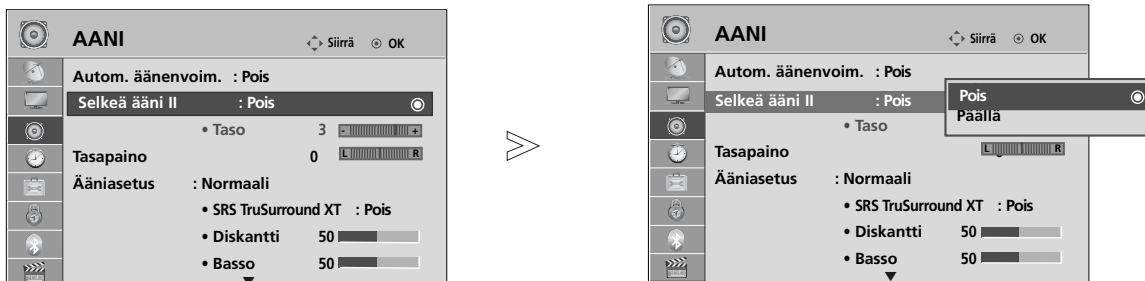 AANI Siirrä OK
Autom. äänenvoim. : Pois
Selkeä ääni II : Pois
• Taso 3 - +
Tasapaino 0 L R
Ääniasetus : Normaali
• SRS TruSurround XT : Pois
• Diskantti 50
• Basso 50
AANI Siirrä OK
Autom. äänenvoim. : Pois
Selkeä ääni II : Pois
Pois
Päällä
• Taso
Tasapaino L R
Ääniasetus : Normaali
• SRS TruSurround XT : Pois
• Diskantti 50
• Basso 50